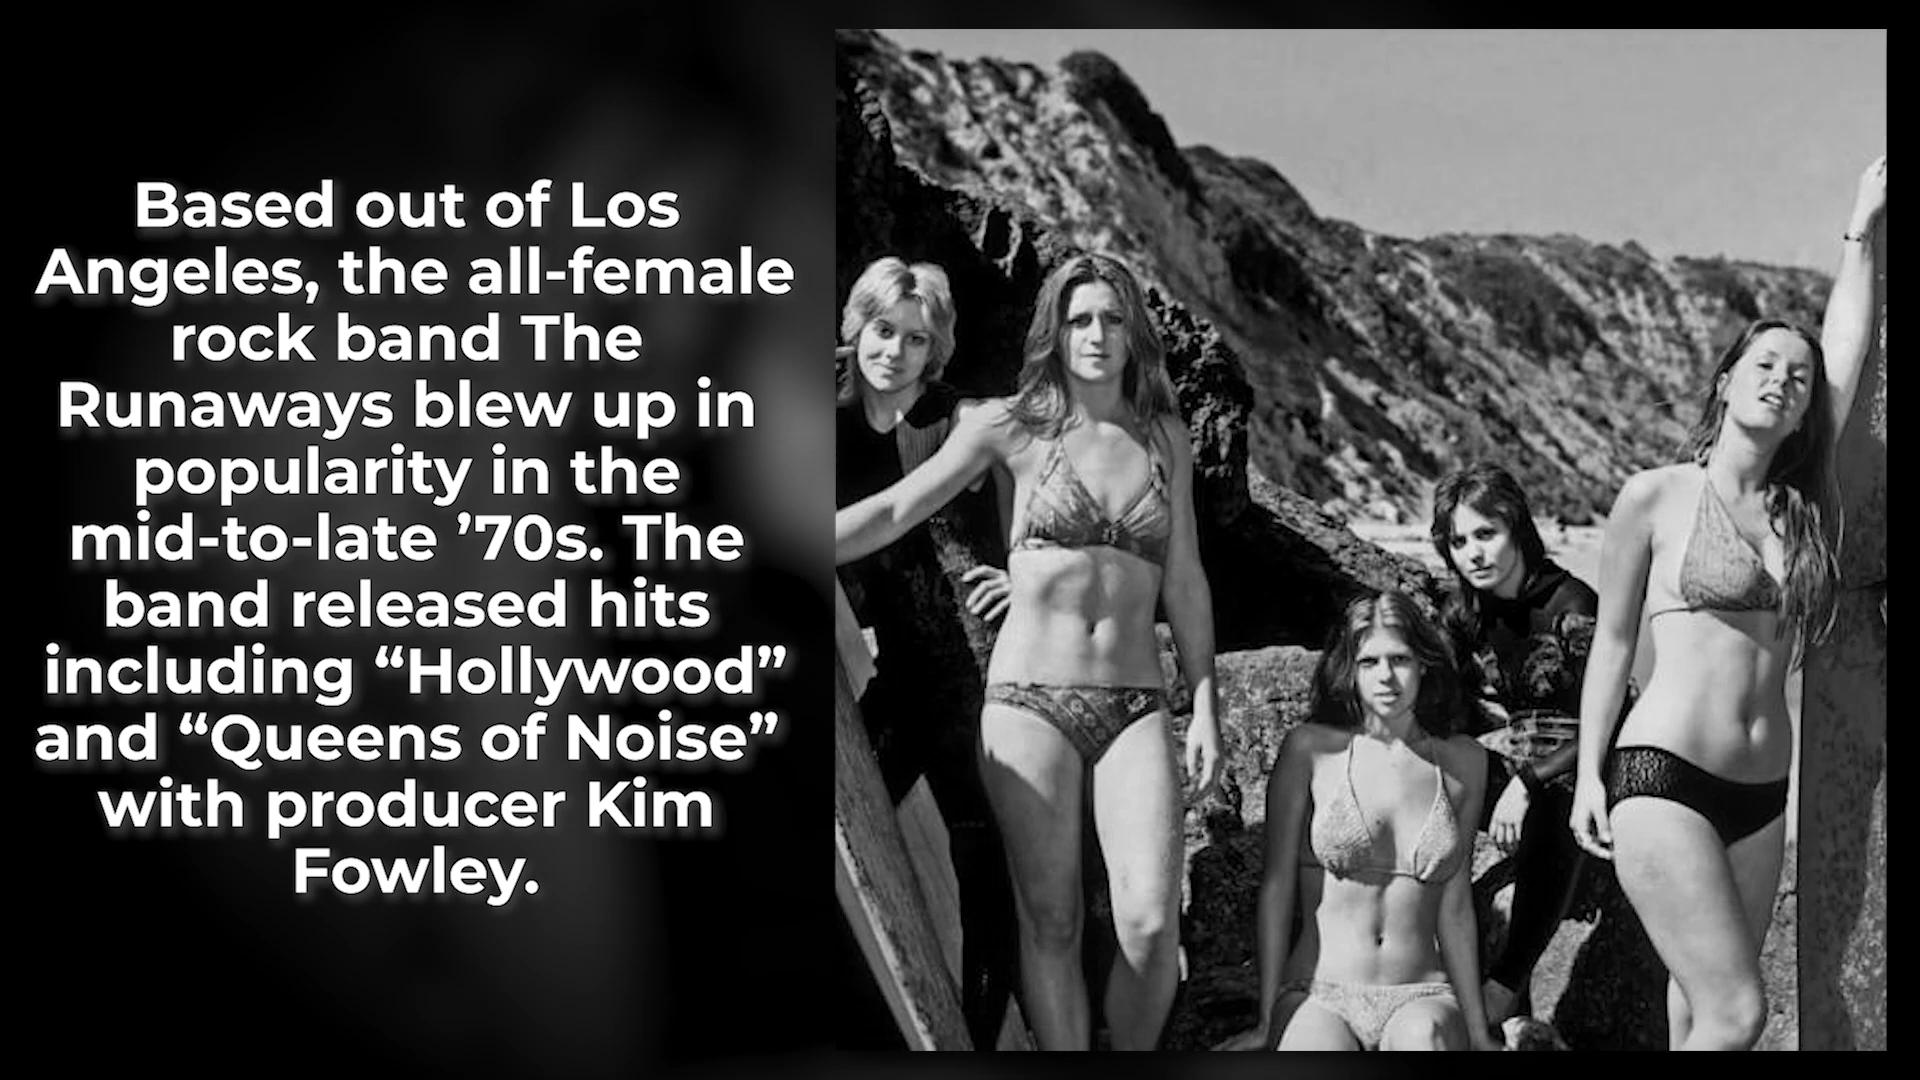 Based out of Los
Angeles, the all-female
rock band The
Runaways blew up in
popularity in the
mid-to-late ’70s. The
band released hits
including “Hollywood”
and “Queens of Noise”
with producer Kim
Fowley.